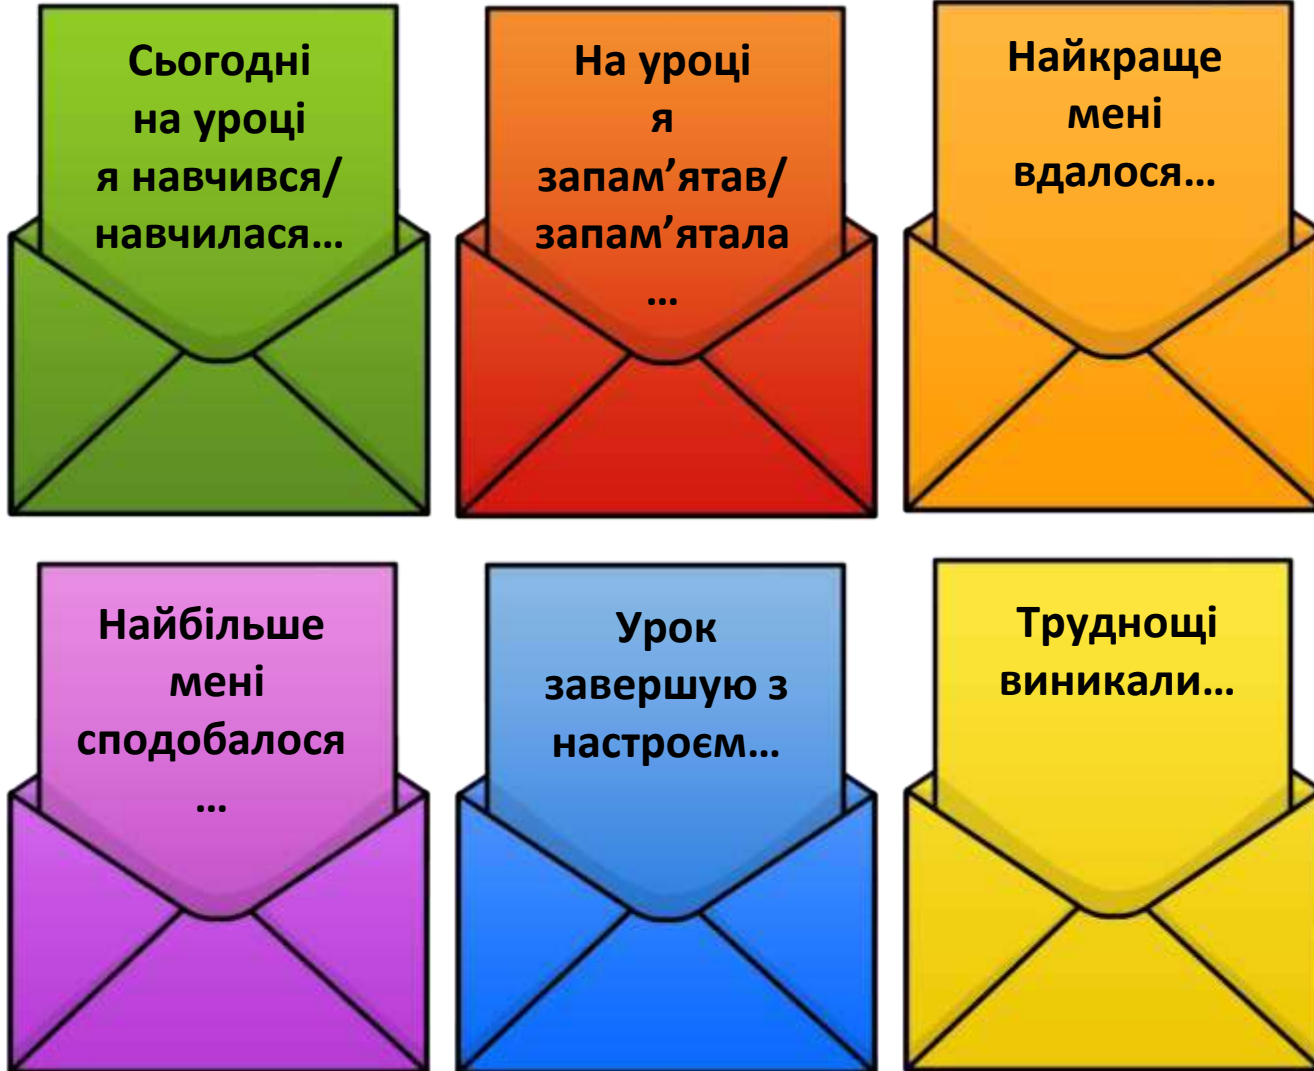 Сьогодні
на уроці
я навчився/
навчилася…
На уроці
я
запам’ятав/
запам’ятала
…
Найкраще
мені
вдалося…
Найбільше
мені
сподобалося
…
Урок
завершую з
настроєм…
Труднощі
виникали…